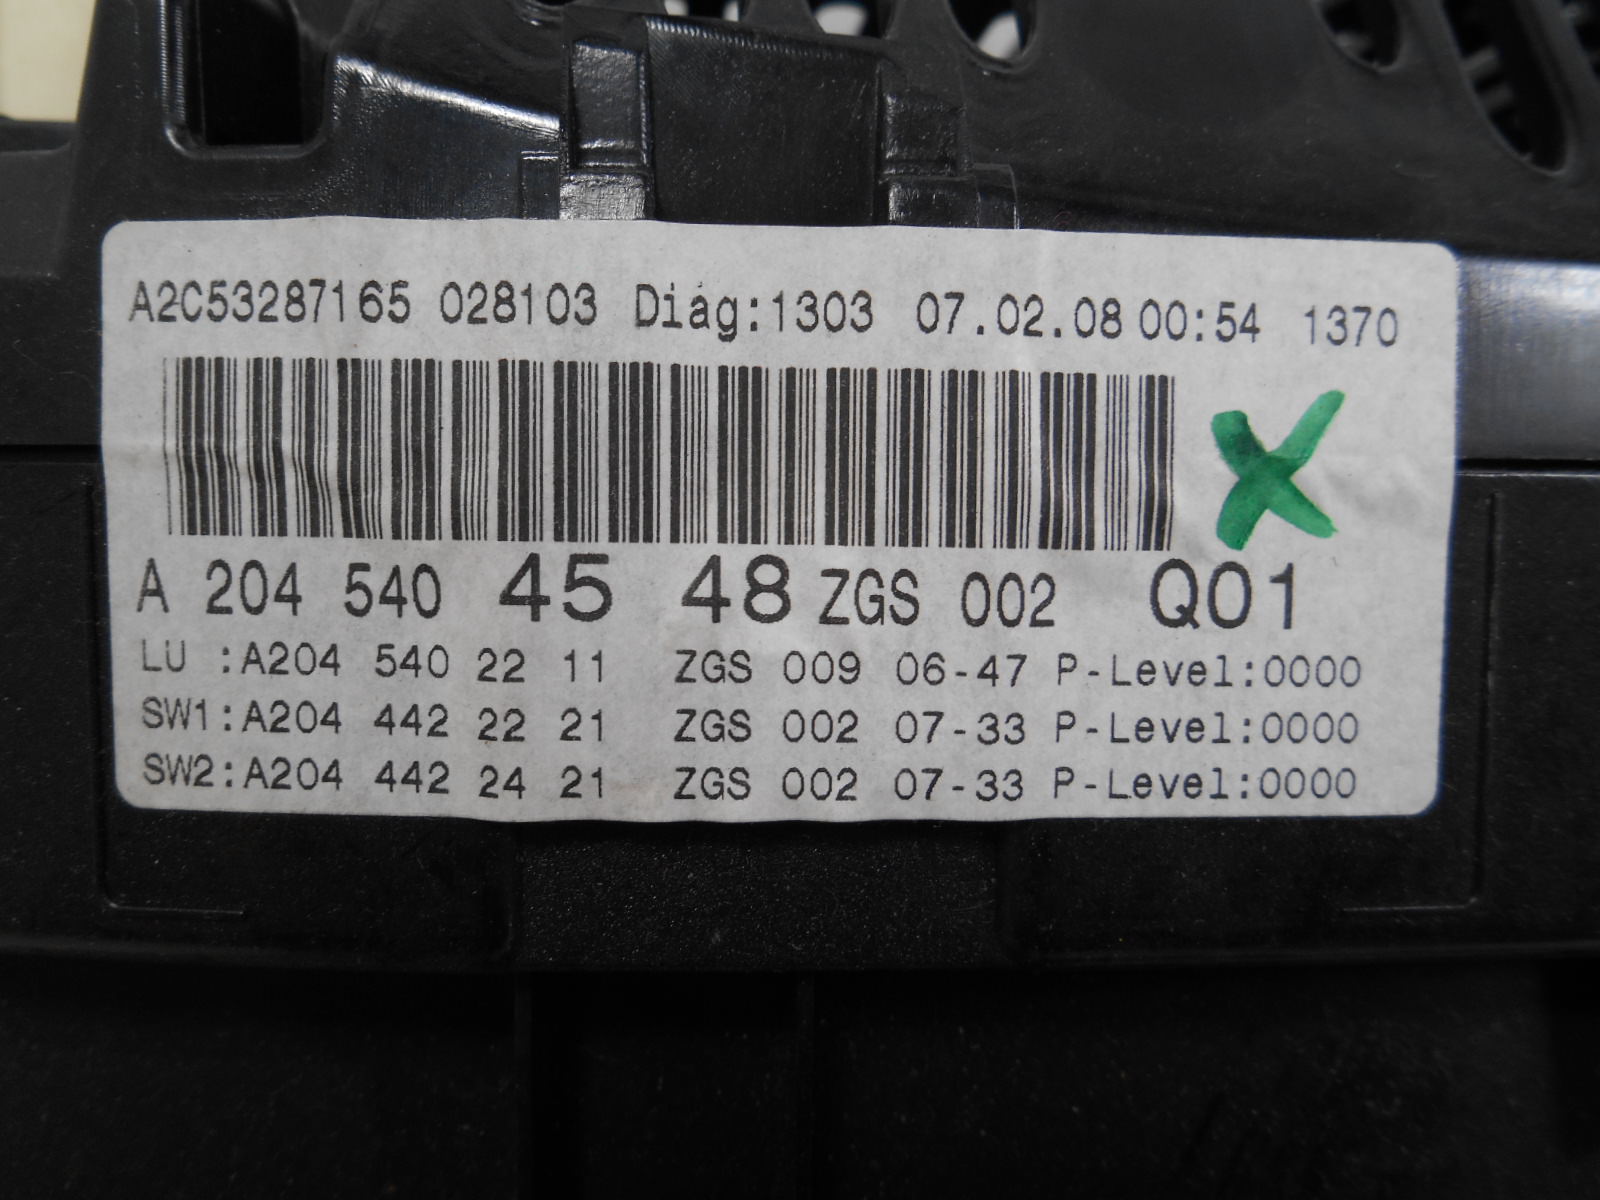 A2C53287165 028103 Diag:1303 07.02.08 00:54 1370
A 204 540 45 48 ZGS 002 Q01
LU :A204 540 22 11 ZGS 009 06-47 P-Level:0000
SW1:A204 442 22 21 ZGS 002 07-33 P-Level:0000
SW2:A204 442 24 21 ZGS 002 07-33 P-Level:0000